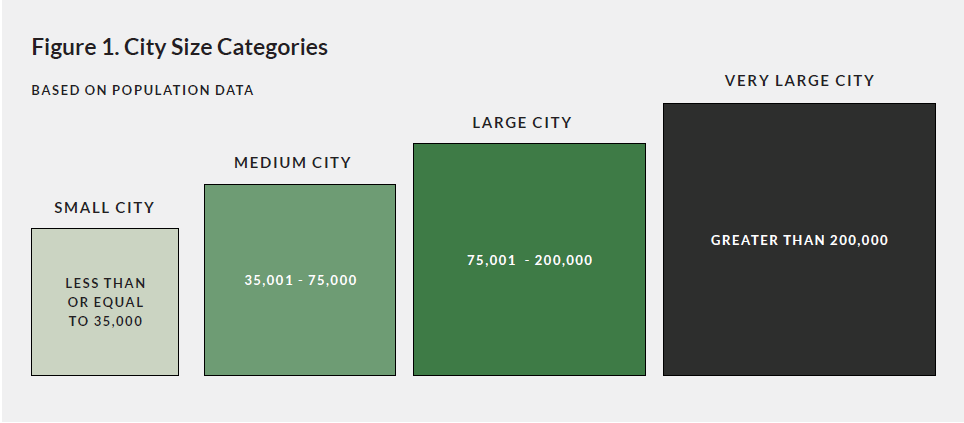 Figure 1. City Size Categories
BASED ON POPULATION DATA
SMALL CITY
LESS THAN
OR EQUAL
TO 35,000
MEDIUM CITY
35,001 - 75,000
LARGE CITY
75,001 - 200,000
VERY LARGE CITY
GREATER THAN 200,000